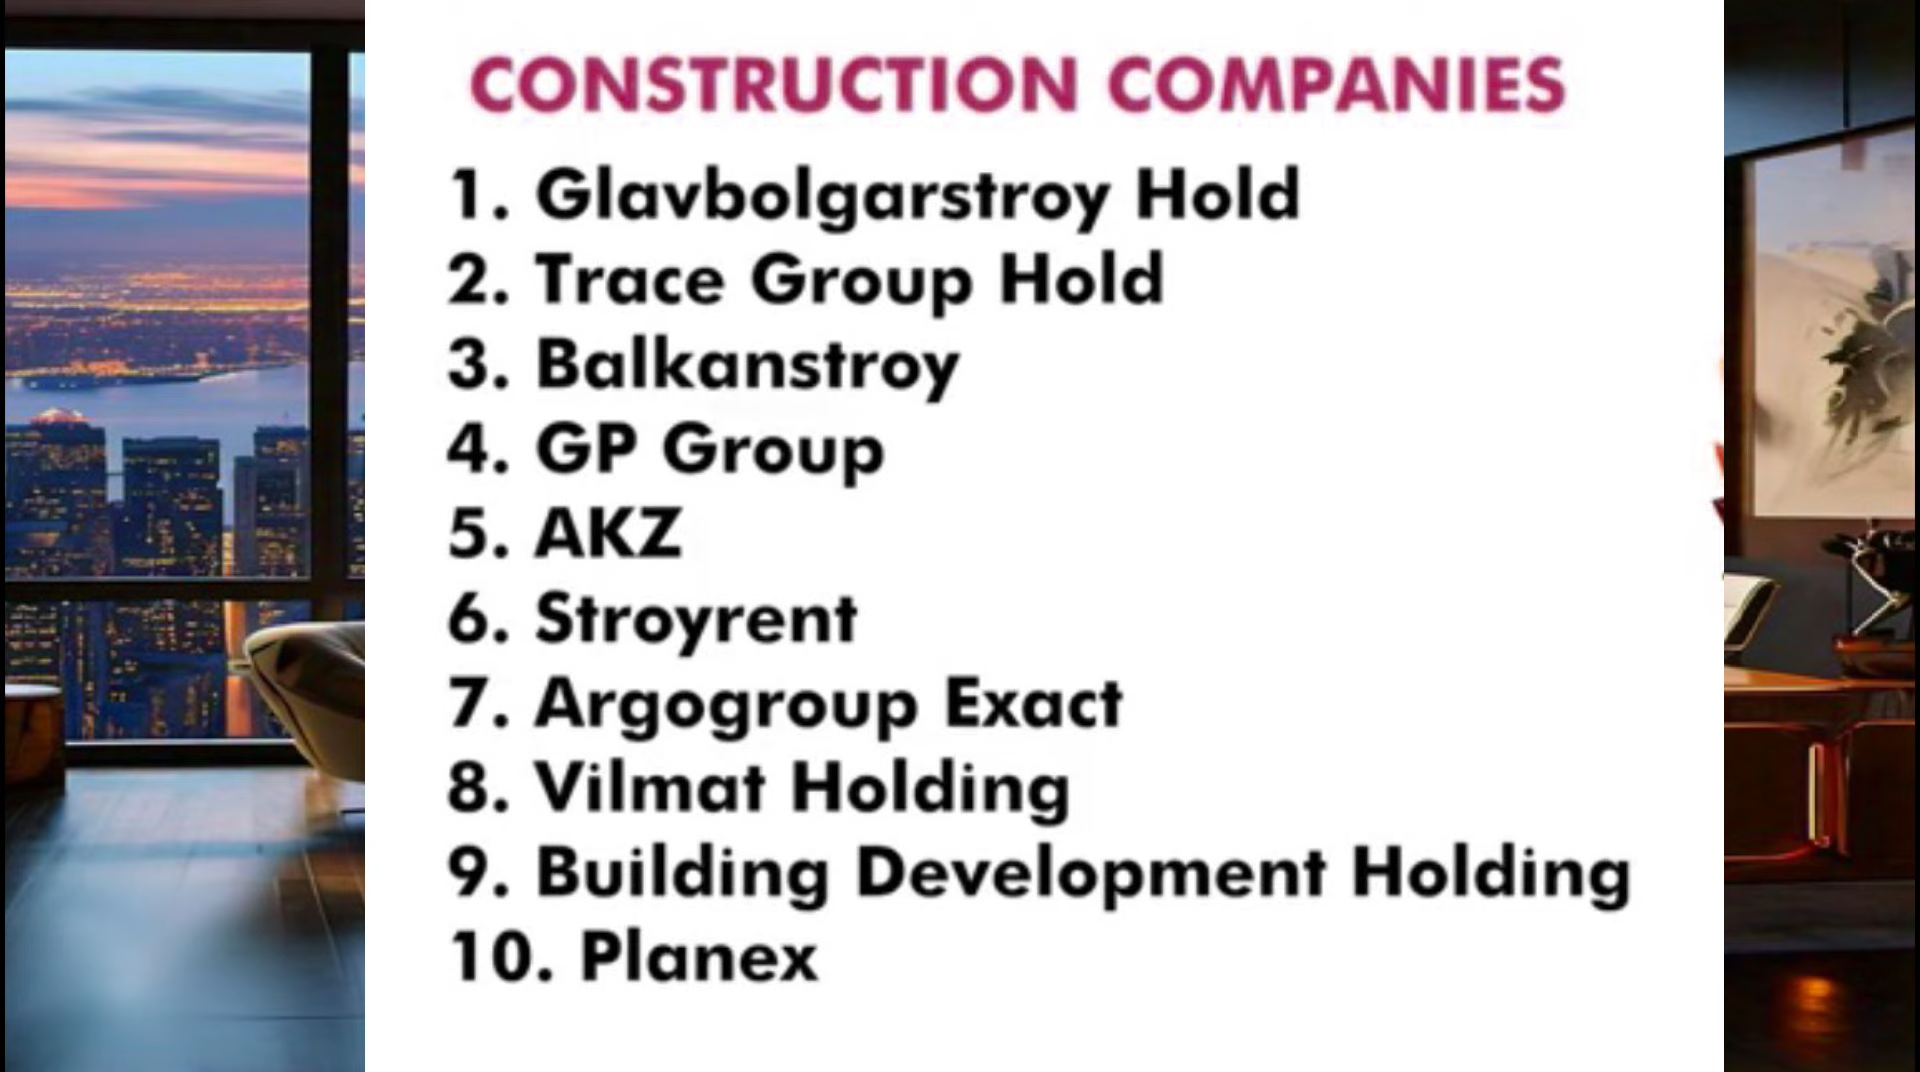 CONSTRUCTION COMPANIES
1. Glavbolgarstroy Hold
2. Trace Group Hold
3. Balkanstroy
4. GP Group
5. AKZ
6. Stroyrent
7. Argogroup Exact
8. Vilmat Holding
9. Building Development Holding
10. Planex